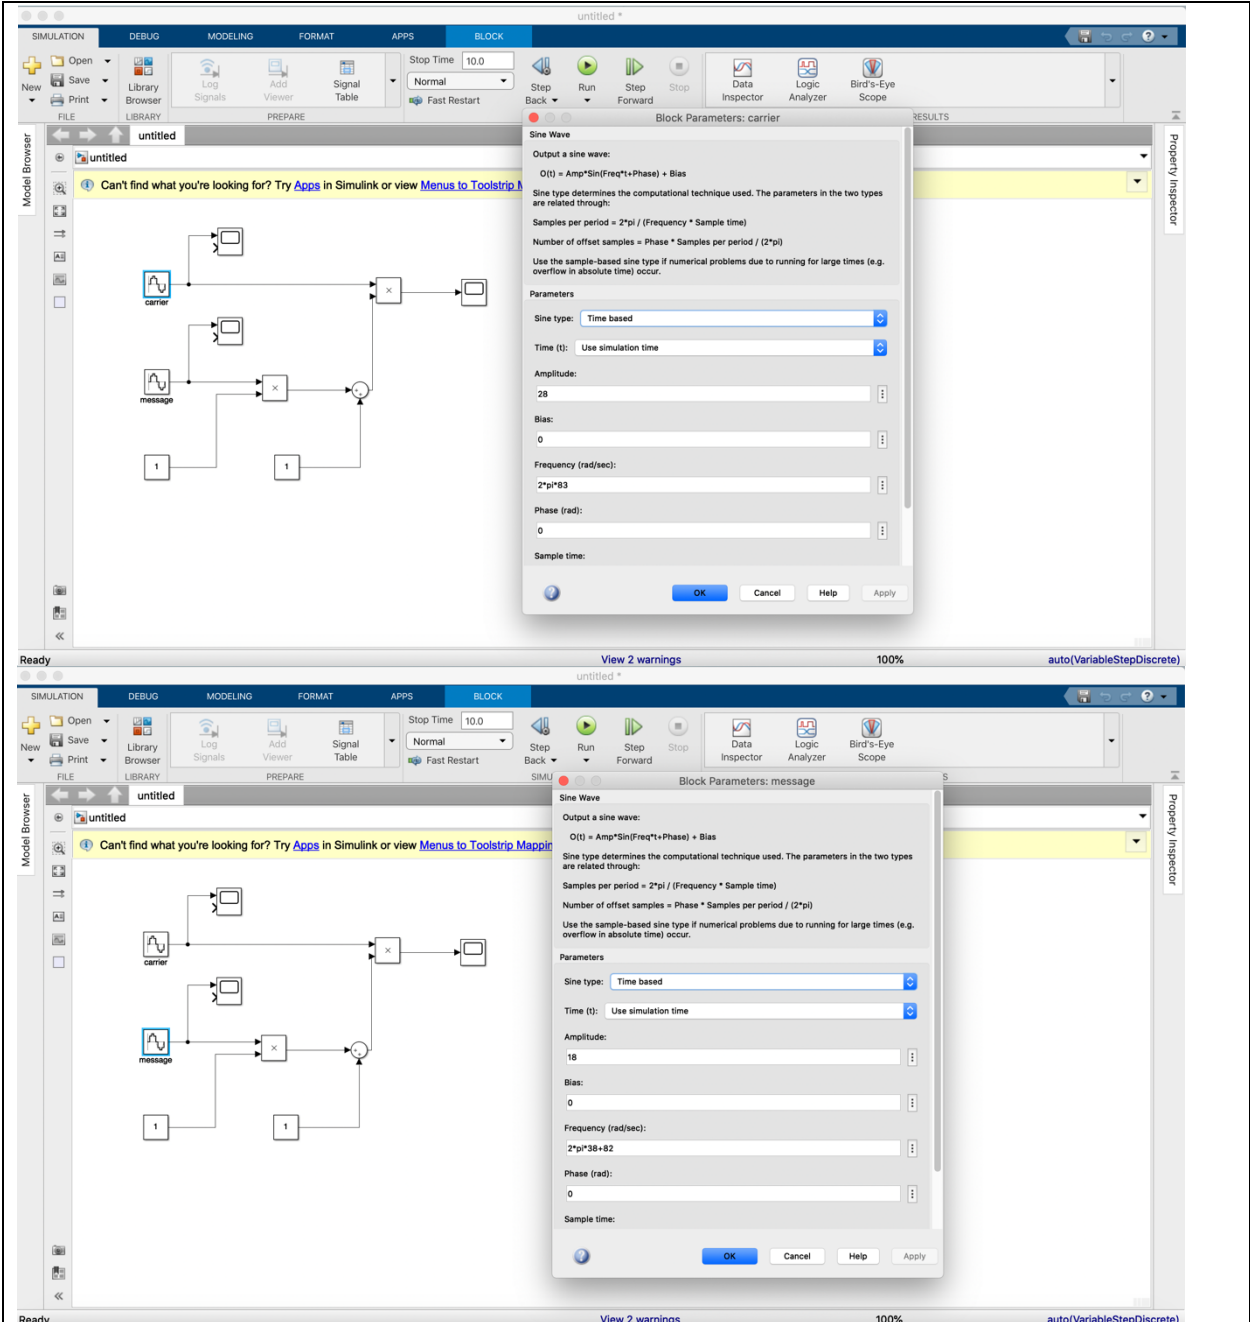 untitled *
SIMULATION DEBUG MODELING FORMAT APPS BLOCK
New Open Save Print Library Browser Log Signals Add Viewer Signal Table Stop Time 10.0 Normal Fast Restart Step Back Run Step Forward Stop Data Inspector Logic Analyzer Bird's-Eye Scope
FILE LIBRARY PREPARE RESULTS
Model Browser
Property Inspector
untitled
untitled
Can't find what you're looking for? Try Apps in Simulink or view Menus to Toolstrip M
carrier
×
message
×
1
1
Block Parameters: carrier
Sine Wave
Output a sine wave:
O(t) = Amp*Sin(Freq*t+Phase) + Bias
Sine type determines the computational technique used. The parameters in the two types
are related through:
Samples per period = 2*pi / (Frequency * Sample time)
Number of offset samples = Phase * Samples per period / (2*pi)
Use the sample-based sine type if numerical problems due to running for large times (e.g.
overflow in absolute time) occur.
Parameters
Sine type: Time based
Time (t): Use simulation time
Amplitude:
28
Bias:
0
Frequency (rad/sec):
2*pi*83
Phase (rad):
0
Sample time:
OK Cancel Help Apply
Ready View 2 warnings 100% auto(VariableStepDiscrete)
untitled *
SIMULATION DEBUG MODELING FORMAT APPS BLOCK
New Open Save Print Library Browser Log Signals Add Viewer Signal Table Stop Time 10.0 Normal Fast Restart Step Back Run Step Forward Stop Data Inspector Logic Analyzer Bird's-Eye Scope
FILE LIBRARY PREPARE SIMU S
Model Browser
Property Inspector
untitled
untitled
Can't find what you're looking for? Try Apps in Simulink or view Menus to Toolstrip Mappin
carrier
×
message
×
1
1
Block Parameters: message
Sine Wave
Output a sine wave:
O(t) = Amp*Sin(Freq*t+Phase) + Bias
Sine type determines the computational technique used. The parameters in the two types
are related through:
Samples per period = 2*pi / (Frequency * Sample time)
Number of offset samples = Phase * Samples per period / (2*pi)
Use the sample-based sine type if numerical problems due to running for large times (e.g.
overflow in absolute time) occur.
Parameters
Sine type: Time based
Time (t): Use simulation time
Amplitude:
18
Bias:
0
Frequency (rad/sec):
2*pi*38+82
Phase (rad):
0
Sample time:
OK Cancel Help Apply
Ready View 2 warnings 100% auto(VariableStepDiscrete)